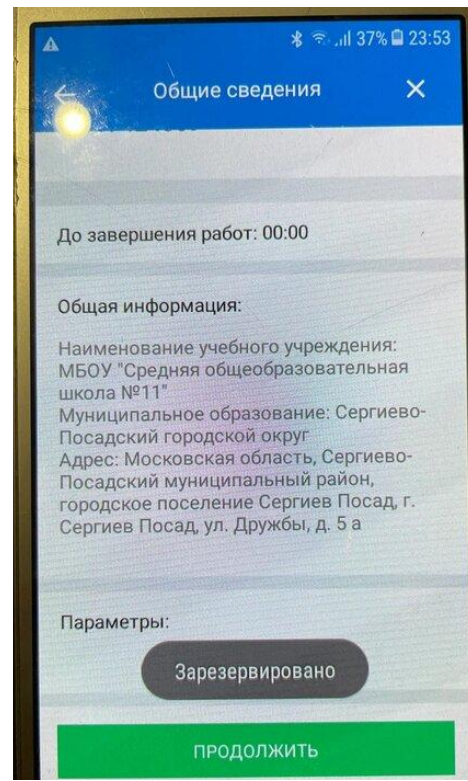 37% 23:53
Общие сведения
До завершения работ: 00:00
Общая информация:
Наименование учебного учреждения:
МБОУ "Средняя общеобразовательная
школа №11"
Муниципальное образование: Сергиево-
Посадский городской округ
Адрес: Московская область, Сергиево-
Посадский муниципальный район,
городское поселение Сергиев Посад, г.
Сергиев Посад, ул. Дружбы, д. 5 а
Параметры:
Зарезервировано
ПРОДОЛЖИТЬ